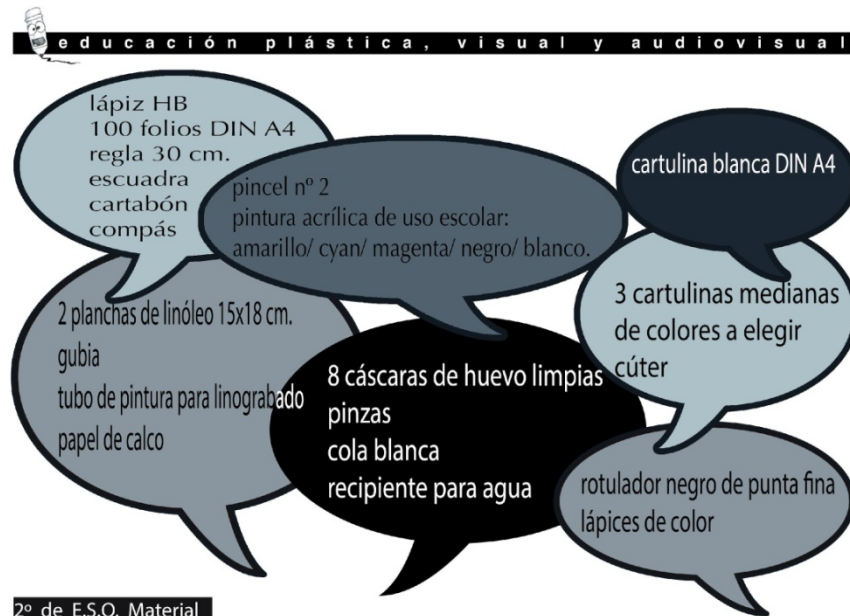 educación plástica, visual y audiovisual
lápiz HB
100 folios DIN A4
regla 30 cm.
escuadra
cartabón
compás
pincel nº 2
pintura acrílica de uso escolar:
amarillo/ cyan/ magenta/ negro/ blanco.
cartulina blanca DIN A4
3 cartulinas medianas
de colores a elegir
cúter
2 planchas de linóleo 15x18 cm.
gubia
tubo de pintura para linograbado
papel de calco
8 cáscaras de huevo limpias
pinzas
cola blanca
recipiente para agua
rotulador negro de punta fina
lápices de color
2º de E.S.O. Material